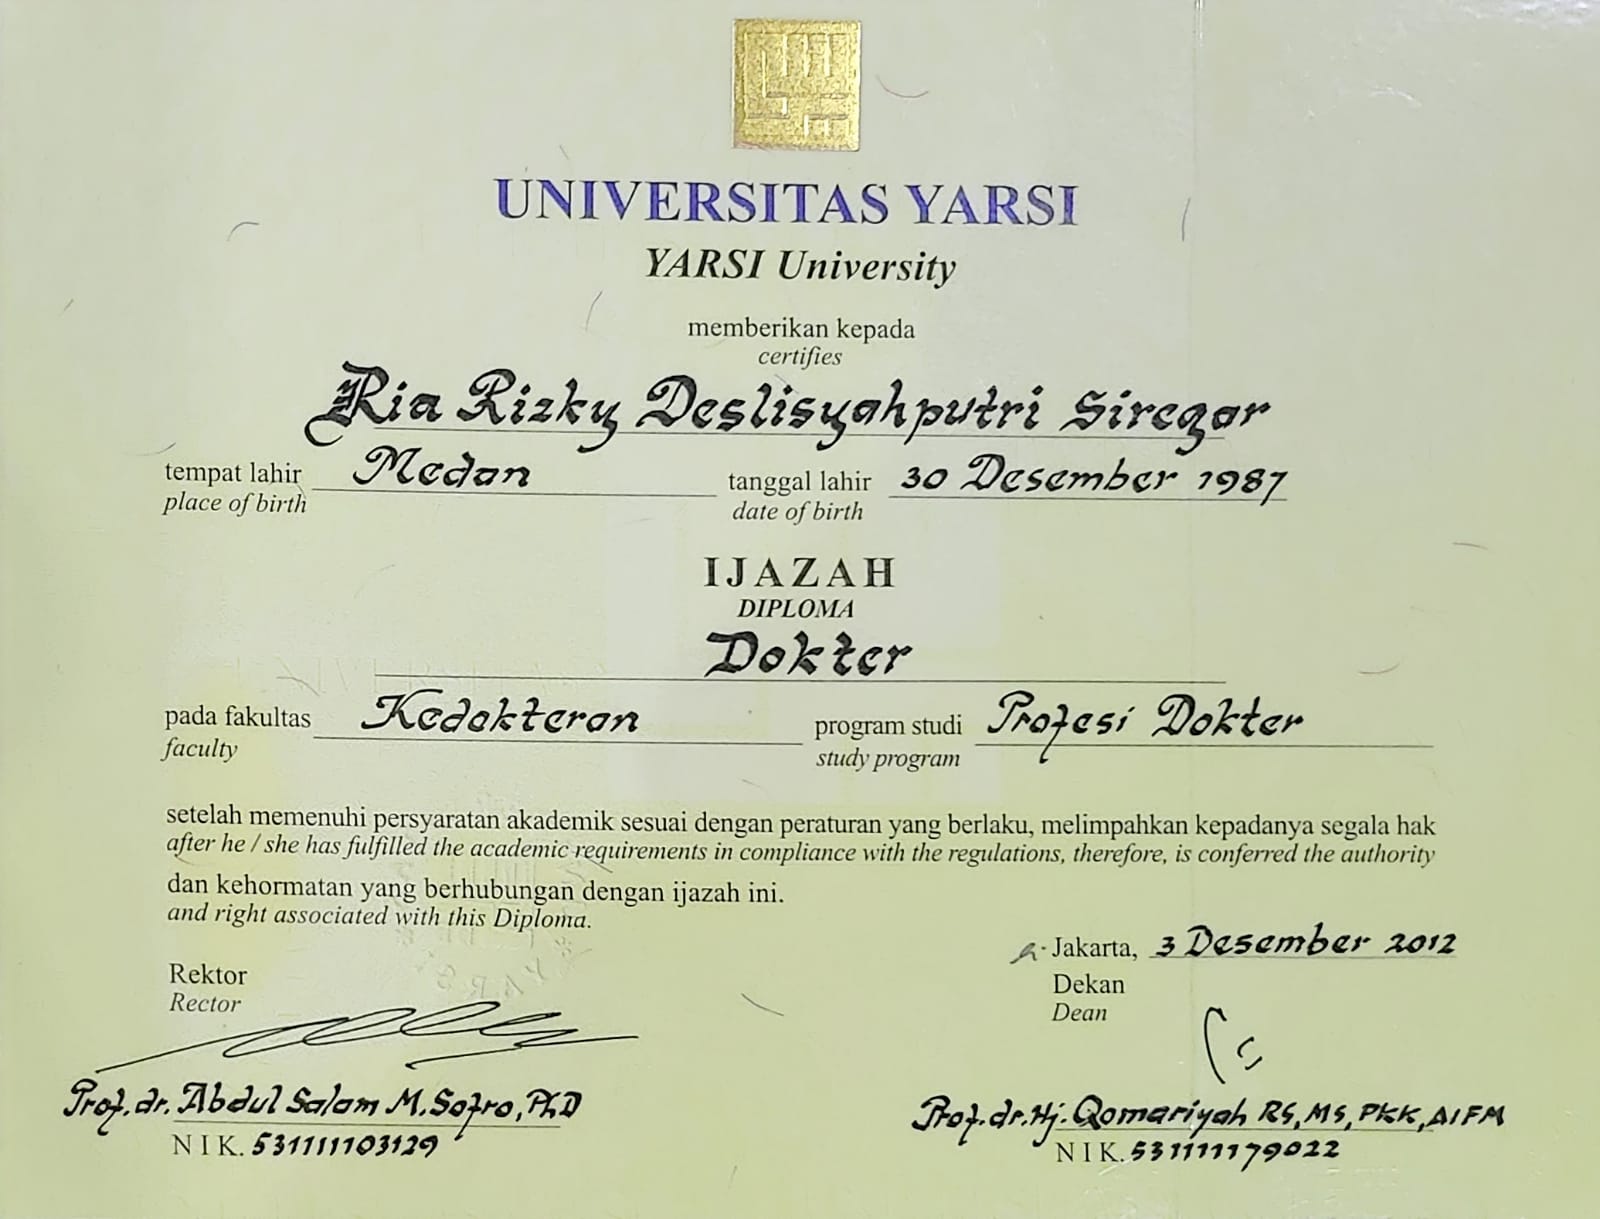 UNIVERSITAS YARSI
YARSI University
memberikan kepada
certifies
Ria Rizky Deslisyahputri Siregar
tempat lahir Medan tanggal lahir 30 Desember 1987
place of birth date of birth
IJAZAH
DIPLOMA
Dokter
pada fakultas Kedokteran program studi Profesi Dokter
faculty study program
setelah memenuhi persyaratan akademik sesuai dengan peraturan yang berlaku, melimpahkan kepadanya segala hak
after he / she has fulfilled the academic requirements in compliance with the regulations, therefore, is conferred the authority
dan kehormatan yang berhubungan dengan ijazah ini.
and right associated with this Diploma.
Jakarta, 3 Desember 2012
Rektor Dekan
Rector Dean
Prof. dr. Abdul Salam M. Sofro, PhD Prof. dr. Hj. Qomariyah RS, MS, PKK, AIFM
NIK. 531111103129 NIK. 531111179022